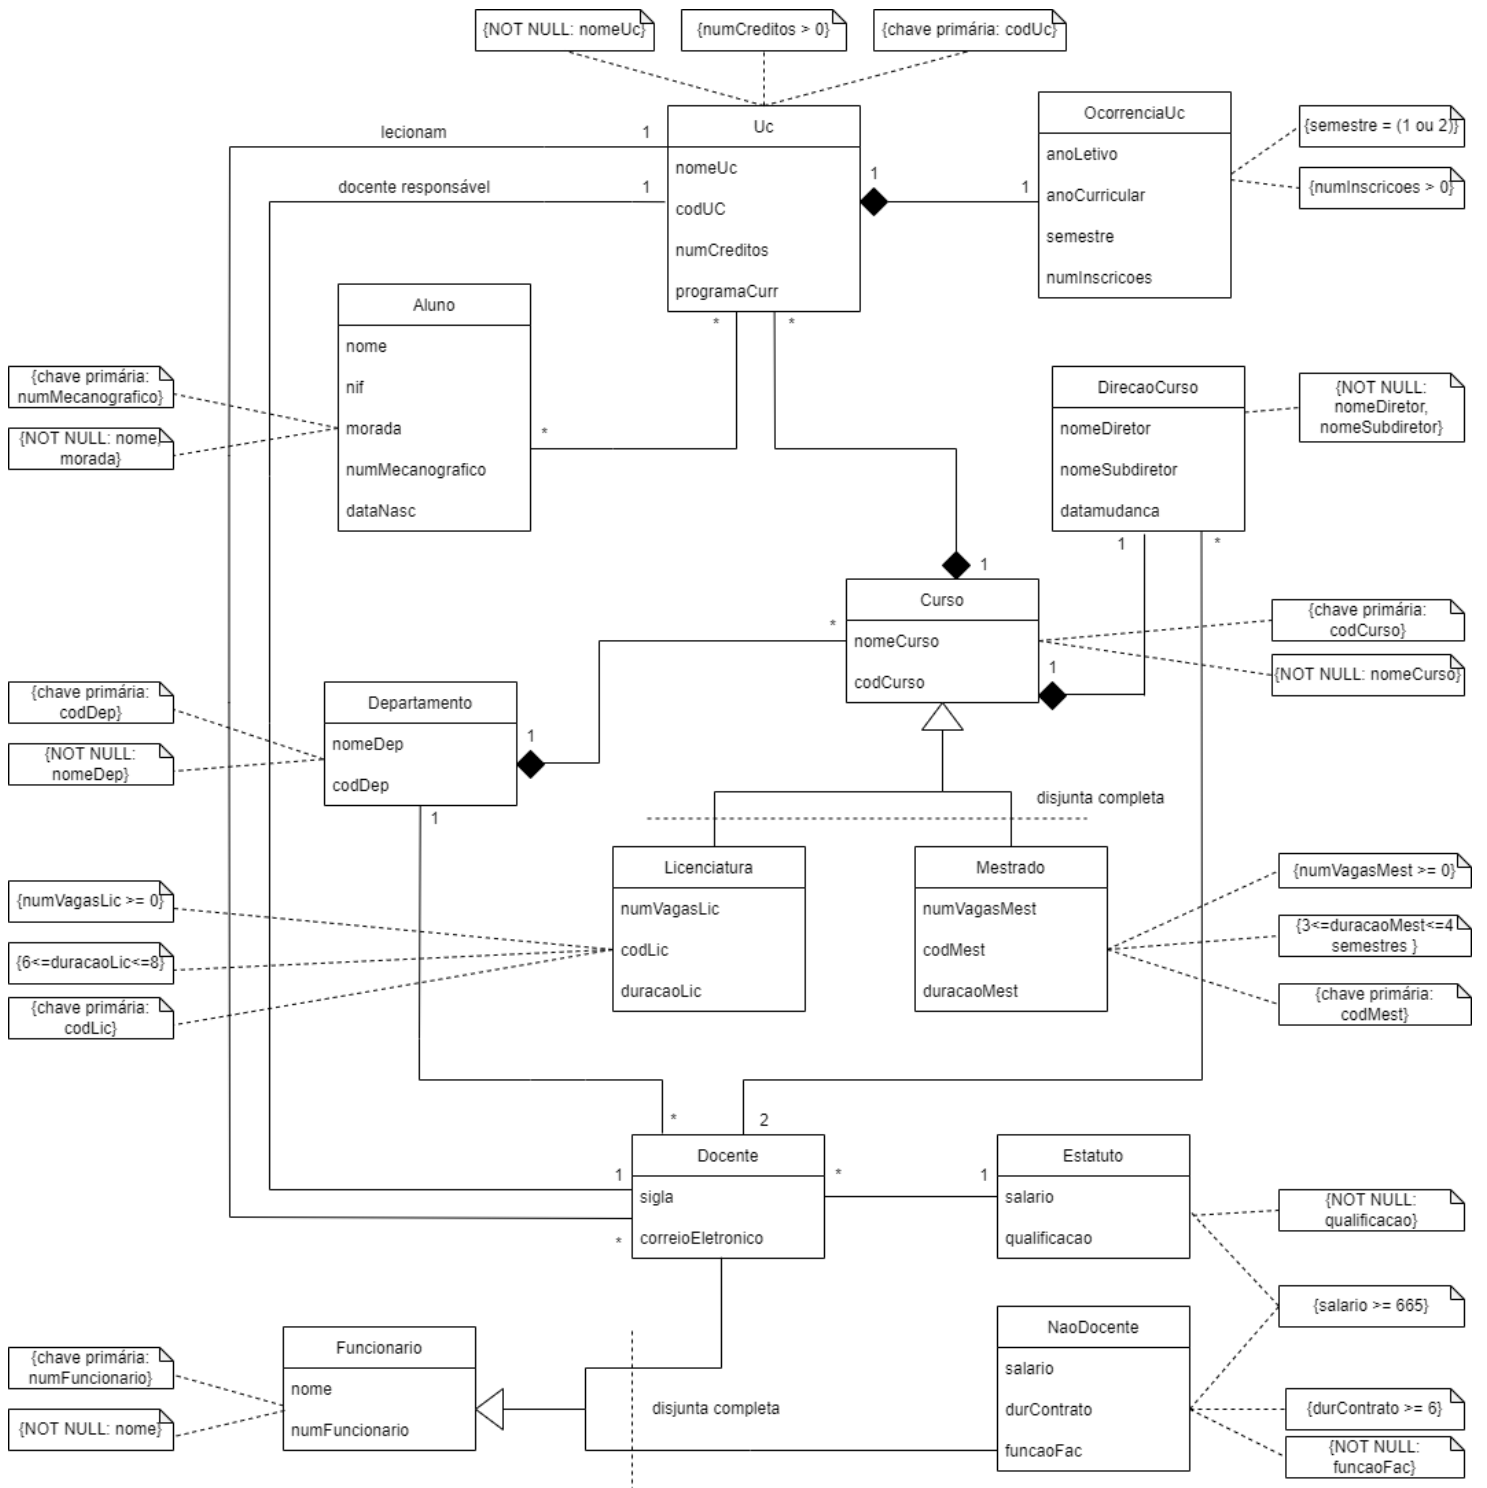 {NOT NULL: nomeUc}
{numCreditos > 0}
{chave primária: codUc}
lecionam
1
Uc
nomeUc
codUC
numCreditos
programaCurr
docente responsável
1
1
1
OcorrenciaUc
anoLetivo
anoCurricular
semestre
numInscricoes
{semestre = (1 ou 2)}
{numInscricoes > 0}
*
*
Aluno
nome
nif
morada
numMecanografico
dataNasc
*
{chave primária:
numMecanografico}
{NOT NULL: nome,
morada}
DirecaoCurso
nomeDiretor
nomeSubdiretor
datamudanca
{NOT NULL:
nomeDiretor,
nomeSubdiretor}
1
*
1
Curso
nomeCurso
codCurso
*
1
{chave primária:
codCurso}
{NOT NULL: nomeCurso}
{chave primária:
codDep}
{NOT NULL:
nomeDep}
Departamento
nomeDep
codDep
1
1
disjunta completa
Licenciatura
numVagasLic
codLic
duracaoLic
Mestrado
numVagasMest
codMest
duracaoMest
{numVagasLic >= 0}
{6<=duracaoLic<=8}
{chave primária:
codLic}
{numVagasMest >= 0}
{3<=duracaoMest<=4
semestres }
{chave primária:
codMest}
*
2
Docente
sigla
correioEletronico
1
*
*
1
Estatuto
salario
qualificacao
{NOT NULL:
qualificacao}
{salario >= 665}
NaoDocente
salario
durContrato
funcaoFac
{durContrato >= 6}
{NOT NULL:
funcaoFac}
Funcionario
nome
numFuncionario
{chave primária:
numFuncionario}
{NOT NULL: nome}
disjunta completa